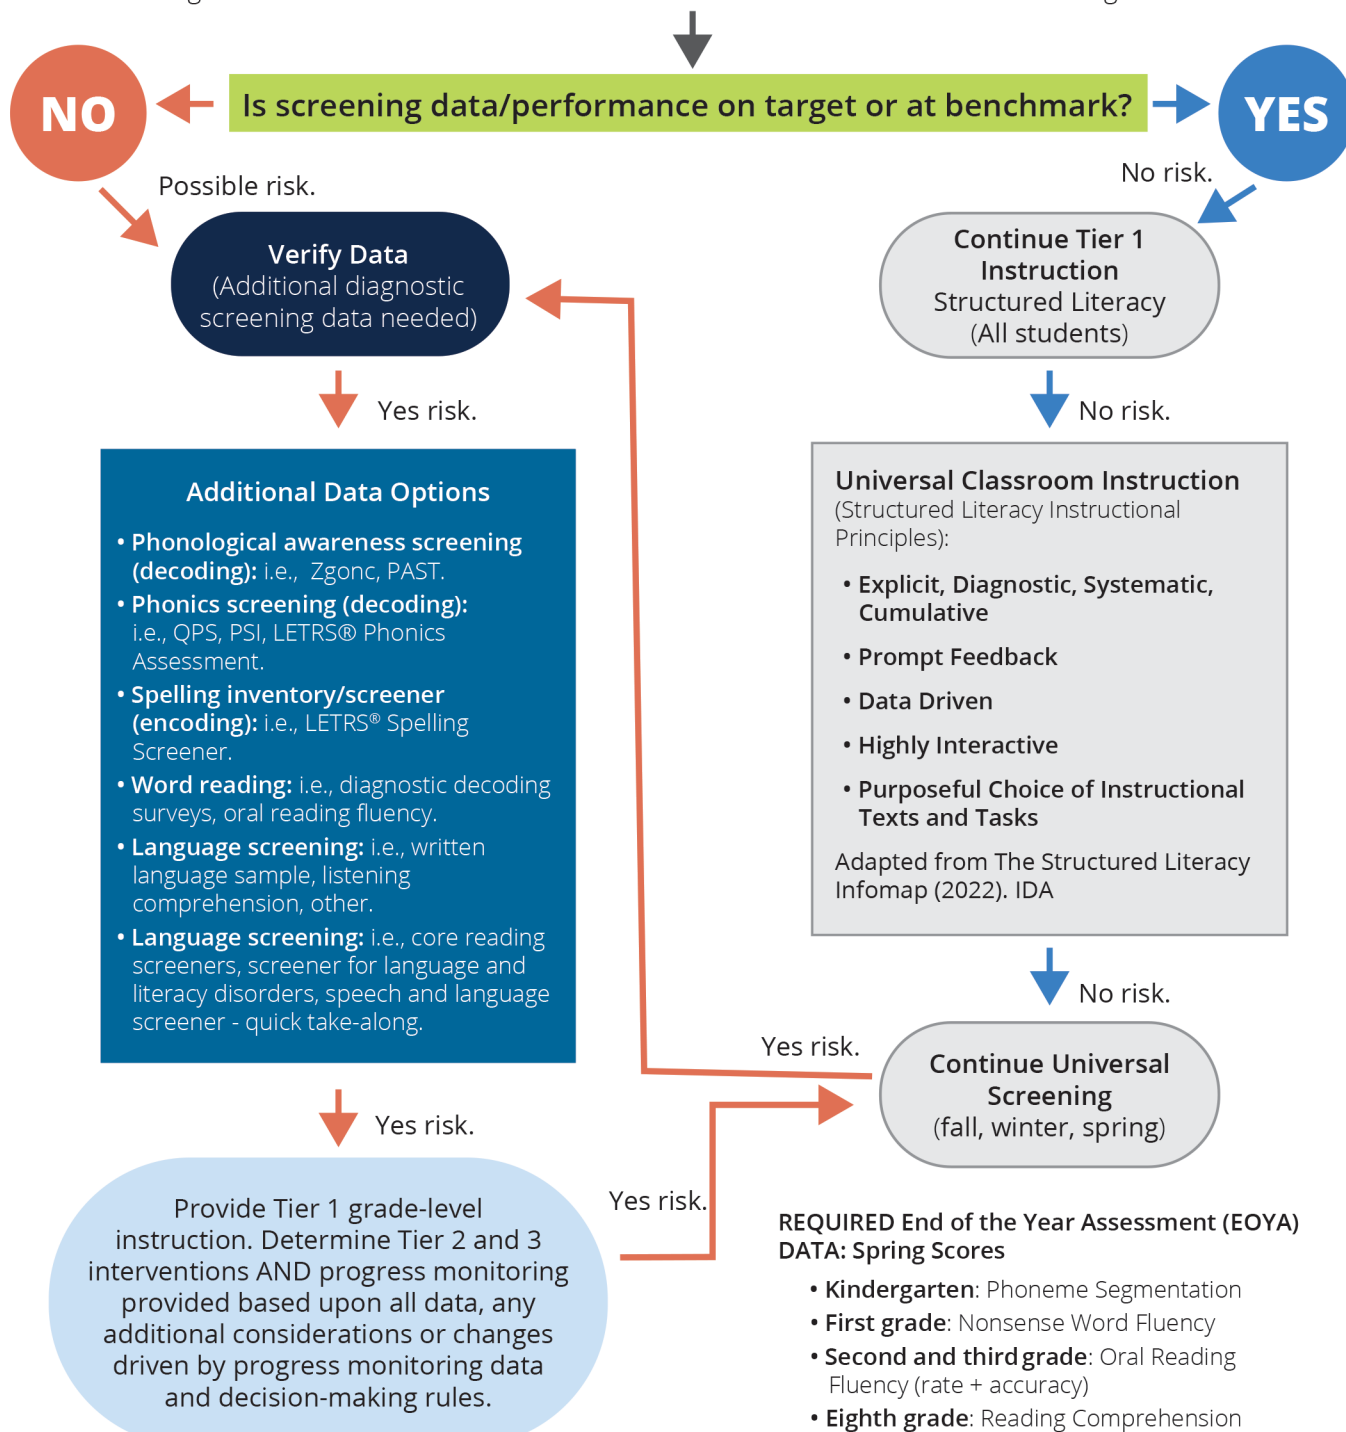 NO
Is screening data/performance on target or at benchmark?
YES
Possible risk.
No risk.
Verify Data
(Additional diagnostic
screening data needed)
Continue Tier 1
Instruction
Structured Literacy
(All students)
Yes risk.
No risk.
Additional Data Options
• Phonological awareness screening
(decoding): i.e.,  Zgonc, PAST.
• Phonics screening (decoding):
i.e., QPS, PSI, LETRS® Phonics
Assessment.
• Spelling inventory/screener
(encoding): i.e., LETRS® Spelling
Screener.
• Word reading: i.e., diagnostic decoding
surveys, oral reading fluency.
• Language screening: i.e., written
language sample, listening
comprehension, other.
• Language screening: i.e., core reading
screeners, screener for language and
literacy disorders, speech and language
screener - quick take-along.
Universal Classroom Instruction
(Structured Literacy Instructional
Principles):
• Explicit, Diagnostic, Systematic,
Cumulative
• Prompt Feedback
• Data Driven
• Highly Interactive
• Purposeful Choice of Instructional
Texts and Tasks
Adapted from The Structured Literacy
Infomap (2022). IDA
No risk.
Yes risk.
Continue Universal
Screening
(fall, winter, spring)
Yes risk.
Provide Tier 1 grade-level
instruction. Determine Tier 2 and 3
interventions AND progress monitoring
provided based upon all data, any
additional considerations or changes
driven by progress monitoring data
and decision-making rules.
Yes risk.
REQUIRED End of the Year Assessment (EOYA)
DATA: Spring Scores
• Kindergarten: Phoneme Segmentation
• First grade: Nonsense Word Fluency
• Second and third grade: Oral Reading
Fluency (rate + accuracy)
• Eighth grade: Reading Comprehension